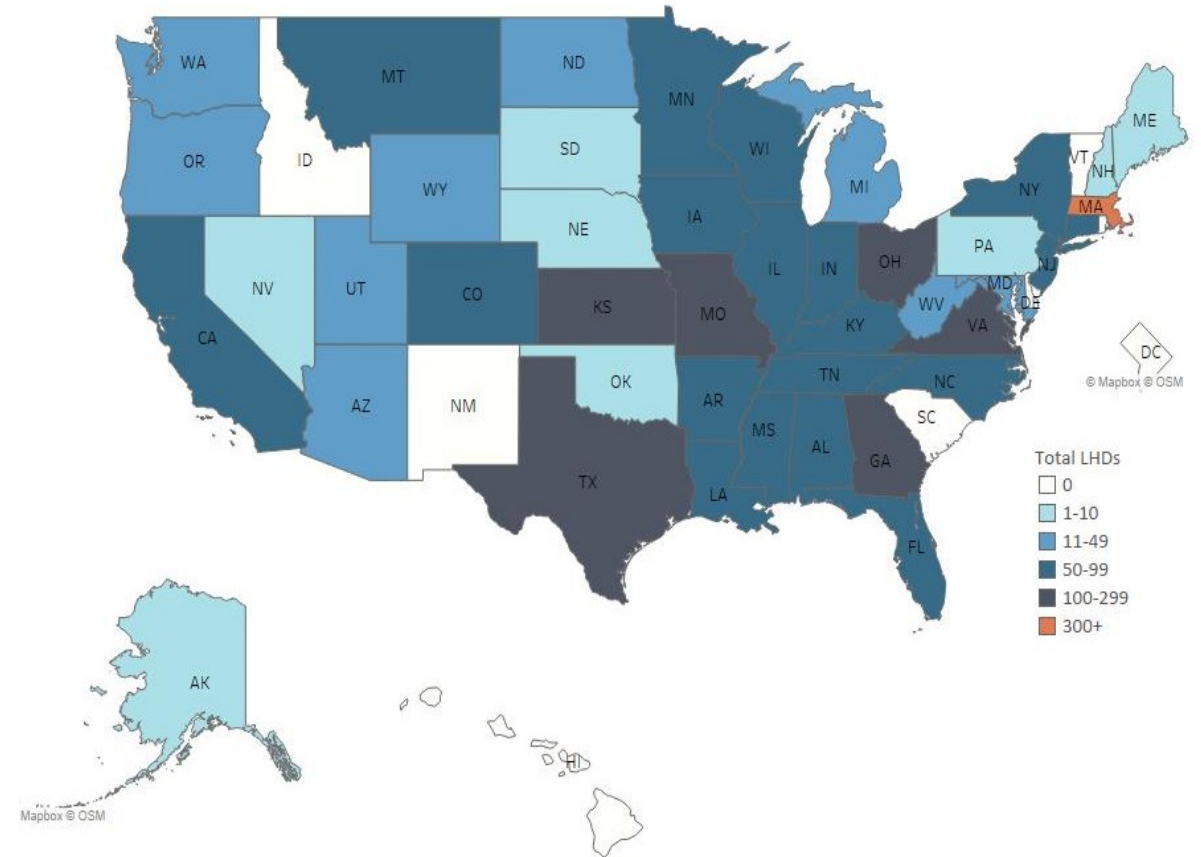 WA
MT
ND
MN
ME
SD
WI
VT
NH
OR
ID
WY
MI
NY
MA
IA
NE
PA
OH
NJ
NV
UT
CO
IL
IN
MD
DE
WV
KS
MO
KY
VA
CA
DC
© Mapbox © OSM
TN
NC
OK
AZ
NM
AR
SC
MS
AL
GA
TX
LA
FL
Total LHDs
0
1-10
11-49
50-99
100-299
300+
AK
HI
Mapbox © OSM